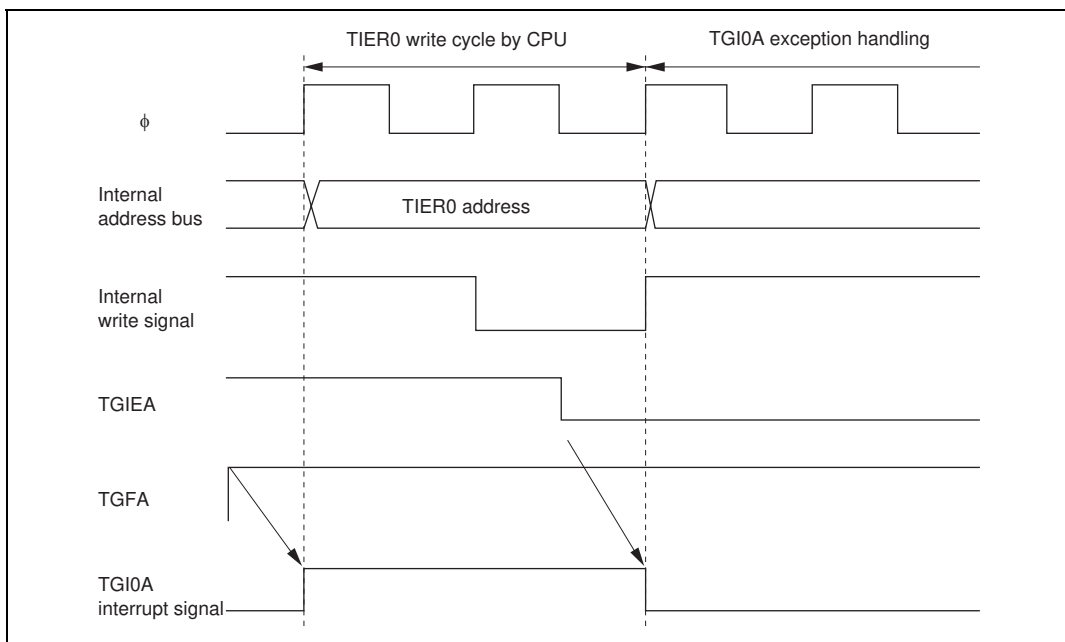 TIER0 write cycle by CPU
TGI0A exception handling
ϕ
Internal
address bus
TIER0 address
Internal
write signal
TGIEA
TGFA
TGI0A
interrupt signal